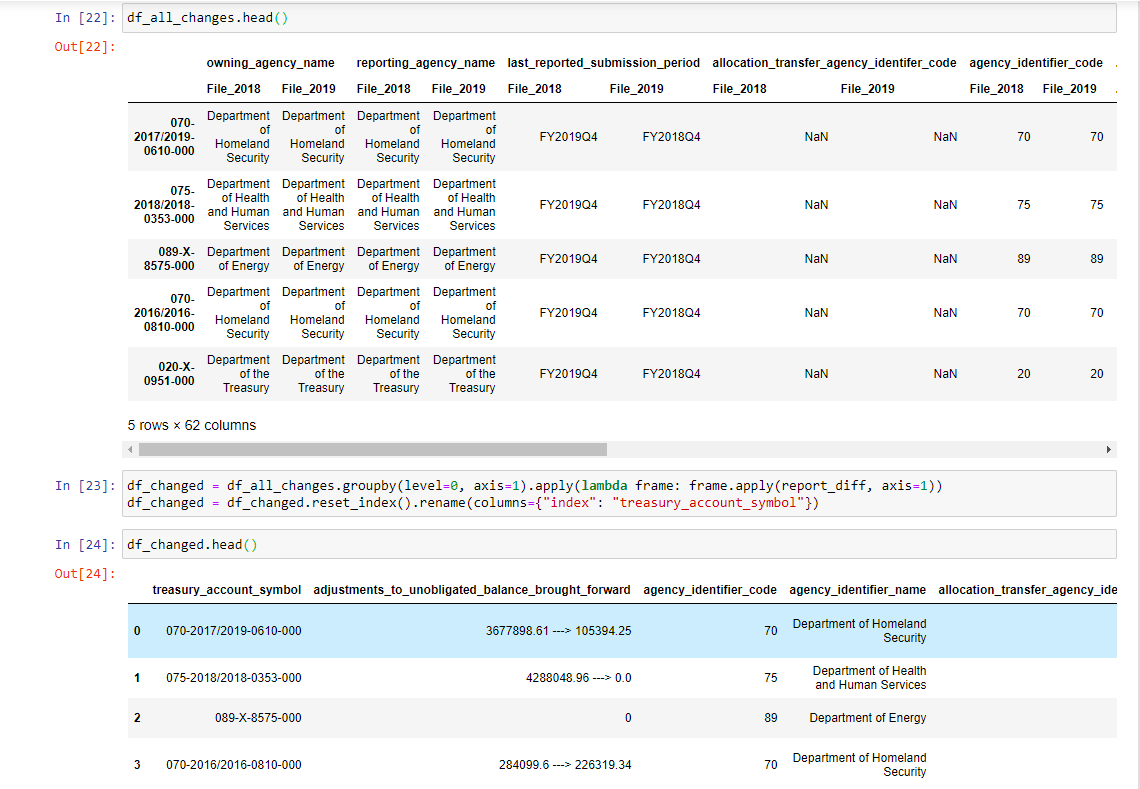 In [22]: df_all_changes.head()
Out[22]:
owning_agency_name reporting_agency_name last_reported_submission_period allocation_transfer_agency_identifer_code agency_identifier_code
File_2018 File_2019 File_2018 File_2019 File_2018 File_2019 File_2018 File_2019 File_2018 File_2019
070- Department Department Department Department
2017/2019- of of of of FY2019Q4 FY2018Q4 NaN NaN 70 70
0610-000 Homeland Homeland Homeland Homeland
Security Security Security Security
075- Department Department Department Department
2018/2018- of Health of Health of Health of Health FY2019Q4 FY2018Q4 NaN NaN 75 75
0353-000 and Human and Human and Human and Human
Services Services Services Services
089-X- Department Department Department Department FY2019Q4 FY2018Q4 NaN NaN 89 89
8575-000 of Energy of Energy of Energy of Energy
070- Department Department Department Department
2016/2016- of of of of FY2019Q4 FY2018Q4 NaN NaN 70 70
0810-000 Homeland Homeland Homeland Homeland
Security Security Security Security
020-X- Department Department Department Department
0951-000 of the of the of the of the FY2019Q4 FY2018Q4 NaN NaN 20 20
Treasury Treasury Treasury Treasury
5 rows × 62 columns
In [23]: df_changed = df_all_changes.groupby(level=0, axis=1).apply(lambda frame: frame.apply(report_diff, axis=1))
df_changed = df_changed.reset_index().rename(columns={"index": "treasury_account_symbol"})
In [24]: df_changed.head()
Out[24]:
treasury_account_symbol adjustments_to_unobligated_balance_brought_forward agency_identifier_code agency_identifier_name allocation_transfer_agency_ide
0 070-2017/2019-0610-000 3677898.61 ---> 105394.25 70 Department of Homeland
Security
1 075-2018/2018-0353-000 4288048.96 ---> 0.0 75 Department of Health
and Human Services
2 089-X-8575-000 0 89 Department of Energy
3 070-2016/2016-0810-000 284099.6 ---> 226319.34 70 Department of Homeland
Security